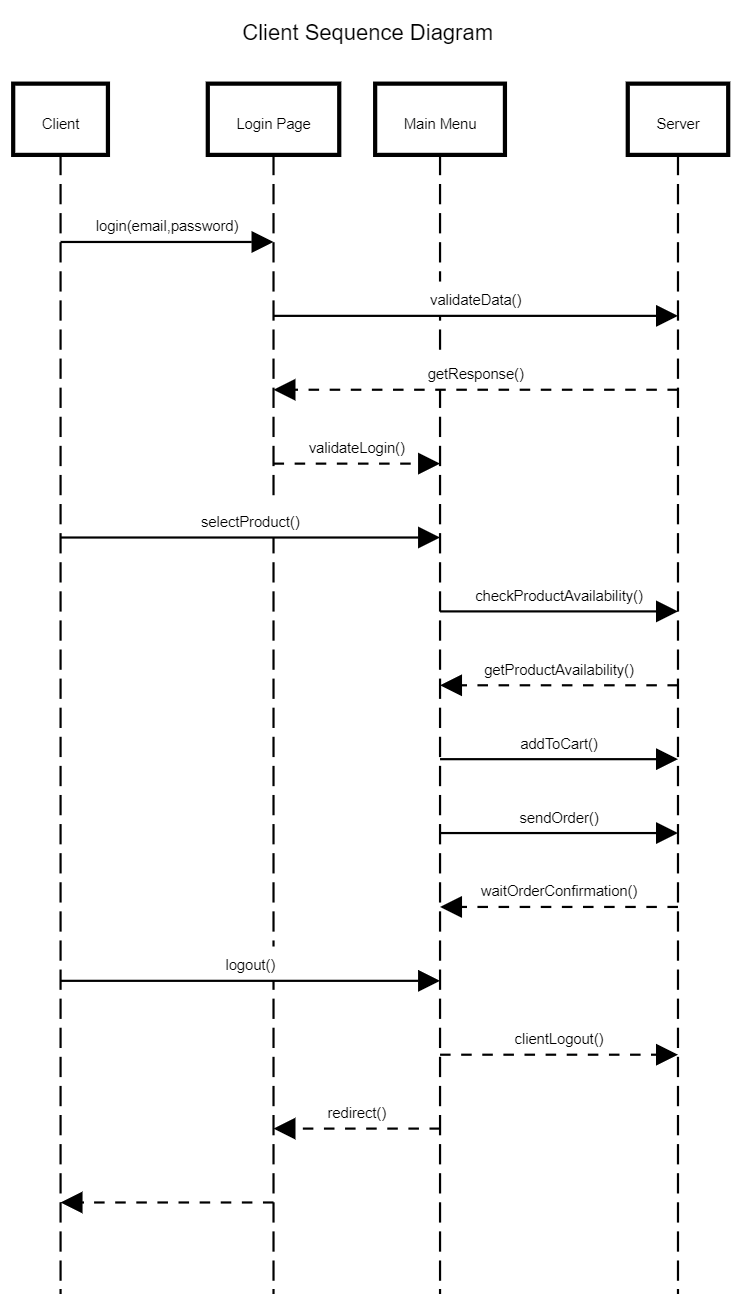 Client Sequence Diagram
Client
Login Page
Main Menu
Server
login(email,password)
validateData()
getResponse()
validateLogin()
selectProduct()
checkProductAvailability()
getProductAvailability()
addToCart()
sendOrder()
waitOrderConfirmation()
logout()
clientLogout()
redirect()